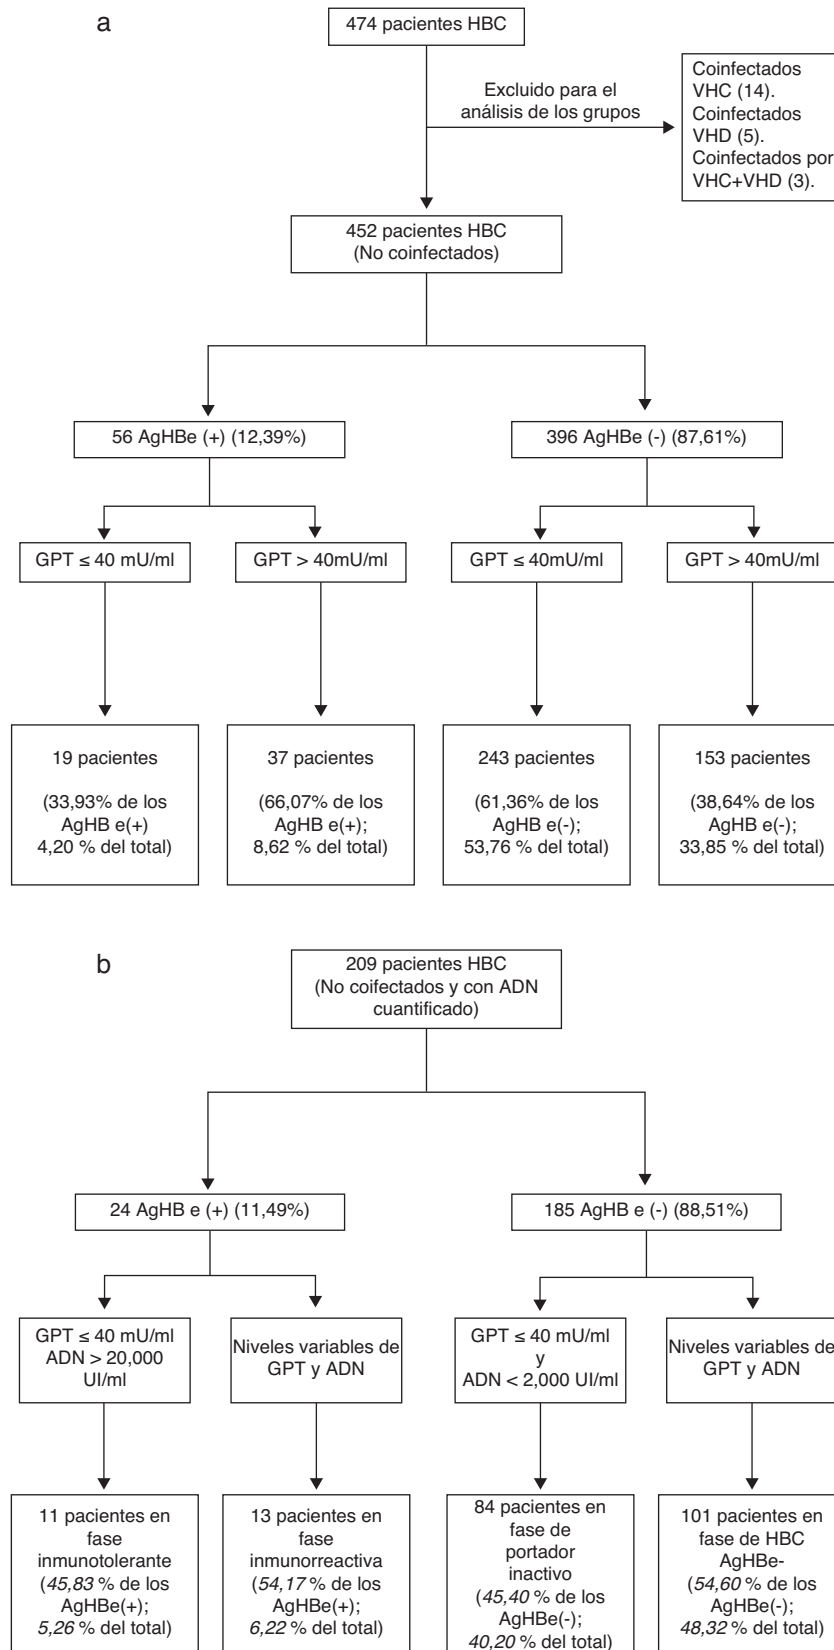 a
474 pacientes HBC
Excluido para el
análisis de los grupos
Coinfectados
VHC (14).
Coinfectados
VHD (5).
Coinfectados por
VHC+VHD (3).
452 pacientes HBC
(No coinfectados)
56 AgHBe (+) (12,39%)
396 AgHBe (-) (87,61%)
GPT ≤ 40 mU/ml
GPT > 40mU/ml
GPT ≤ 40mU/ml
GPT > 40mU/ml
19 pacientes
(33,93% de los
AgHB e(+)
4,20 % del total)
37 pacientes
(66,07% de los
AgHB e(+);
8,62 % del total)
243 pacientes
(61,36% de los
AgHB e(-);
53,76 % del total)
153 pacientes
(38,64% de los
AgHB e(-);
33,85 % del total)
b
209 pacientes HBC
(No coifectados y con ADN
cuantificado)
24 AgHB e (+) (11,49%)
185 AgHB e (-) (88,51%)
GPT ≤ 40 mU/ml
ADN > 20,000
UI/ml
Niveles variables de
GPT y ADN
GPT ≤ 40 mU/ml
y
ADN < 2,000 UI/ml
Niveles variables de
GPT y ADN
11 pacientes en
fase
inmunotolerante
(45,83 % de los
AgHBe(+);
5,26 % del total)
13 pacientes en
fase
inmunorreactiva
(54,17 % de los
AgHBe(+);
6,22 % del total)
84 pacientes en
fase de
portador
inactivo
(45,40 % de los
AgHBe(-);
40,20 % del total)
101 pacientes en
fase de HBC
AgHBe-
(54,60 % de los
AgHBe(-);
48,32 % del total)